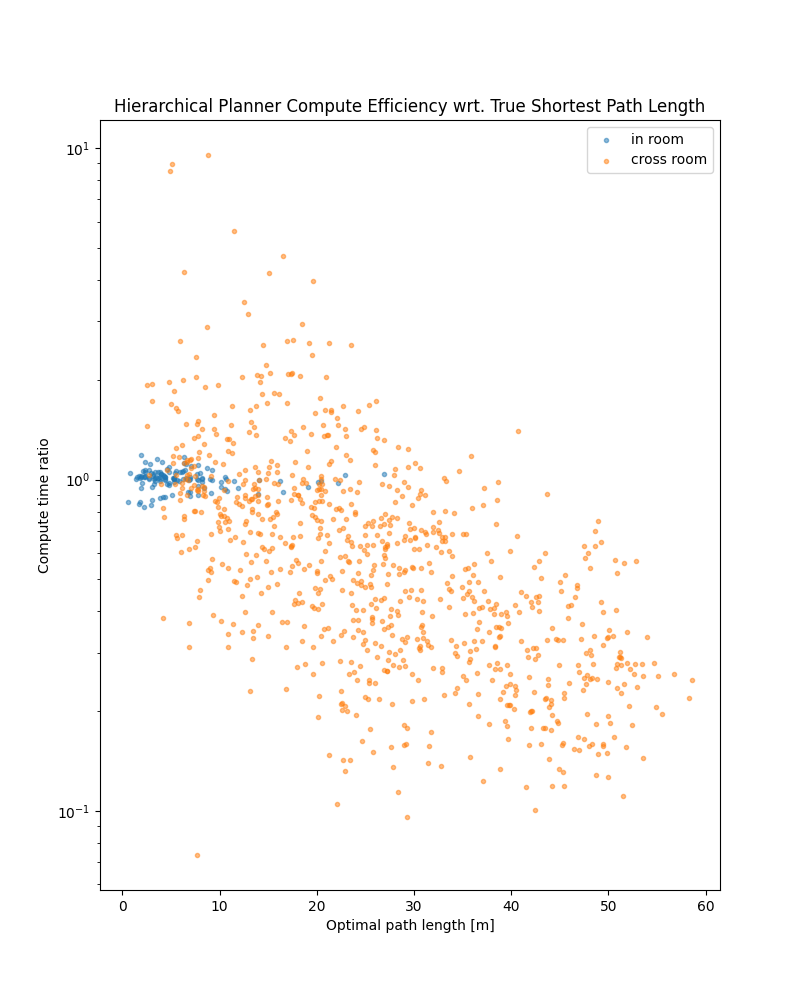 Hierarchical Planner Compute Efficiency wrt. True Shortest Path Length
in room
cross room
10¹
10⁰
10⁻¹
Compute time ratio
0 10 20 30 40 50 60
Optimal path length [m]